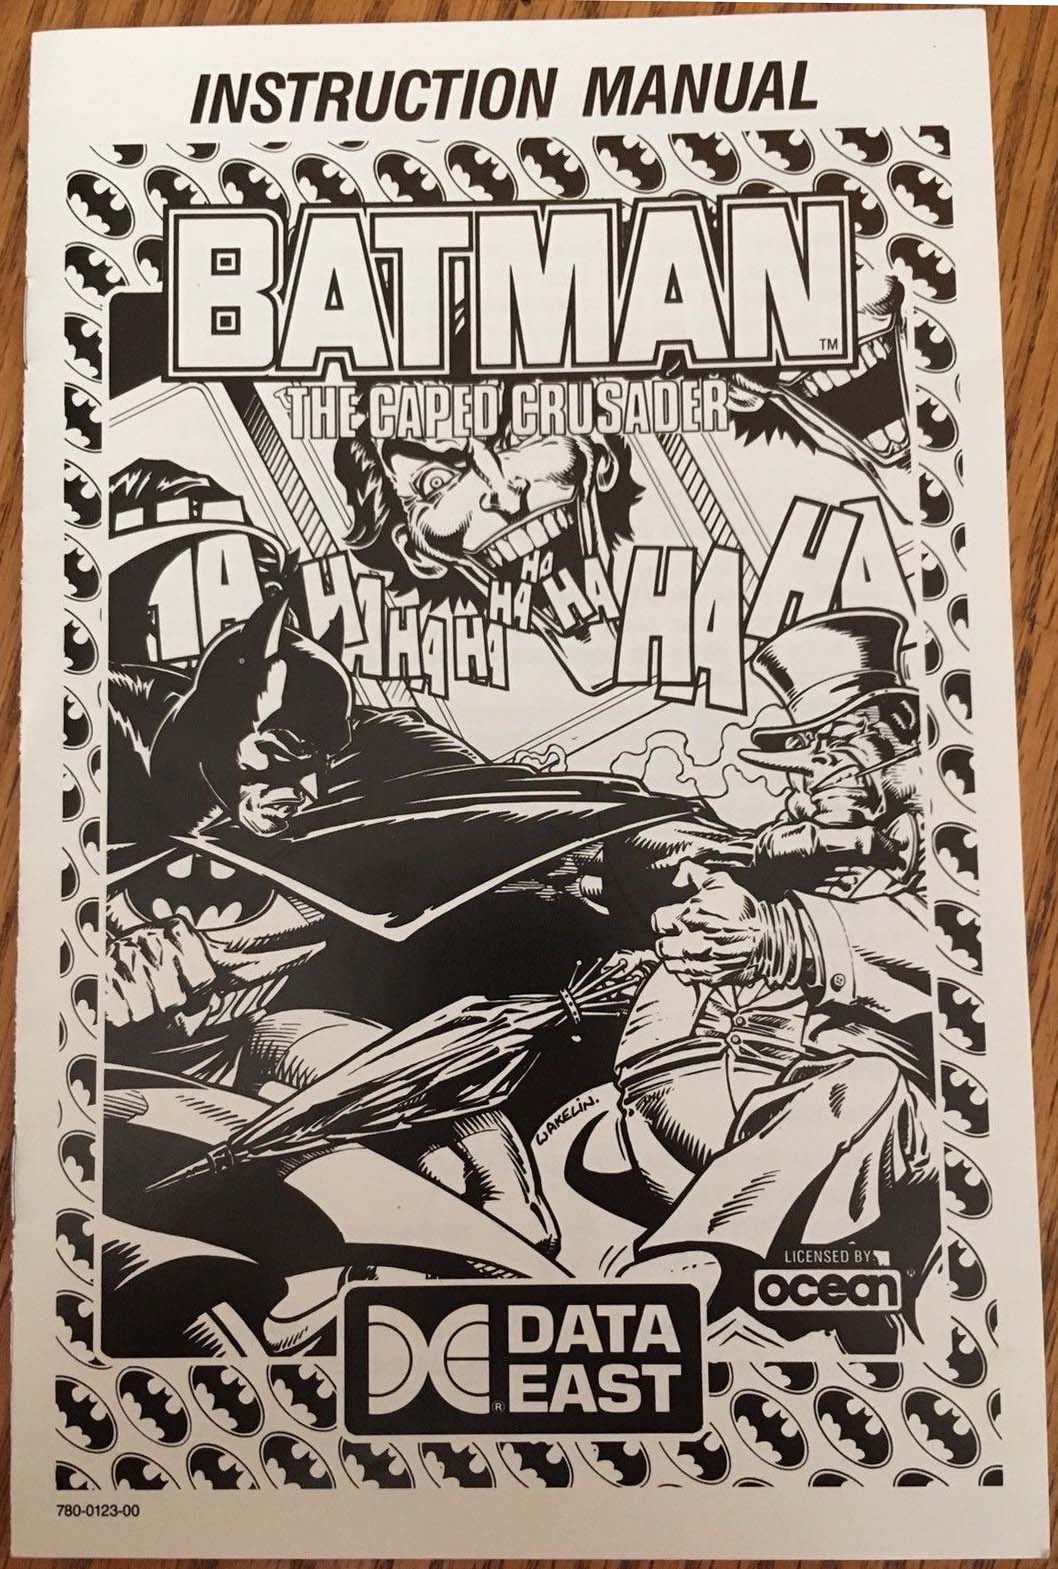 INSTRUCTION MANUAL
BATMAN TM
THE CAPED CRUSADER
HA
HA
HA
HA
HA
HA
HA
HA
HA
WAKELIN.
LICENSED BY
ocean ®
DATA
EAST
®
780-0123-00